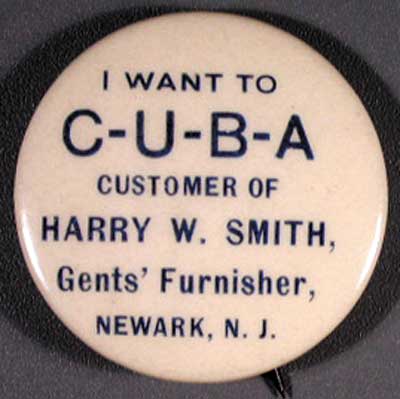 I WANT TO
C-U-B-A
CUSTOMER OF
HARRY W. SMITH,
Gents' Furnisher,
NEWARK, N. J.